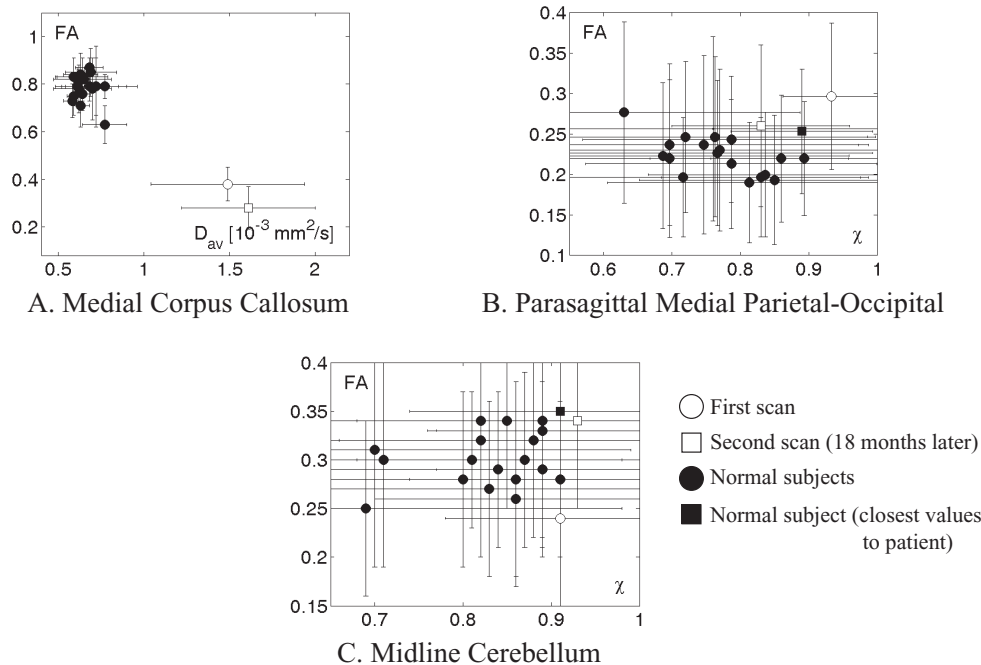 FA
1
0.8
0.6
0.4
0.2
D_av [10^-3 mm^2/s]
0.5 1 1.5 2
A. Medial Corpus Callosum
0.4
FA
0.35
0.3
0.25
0.2
0.15
χ
0.1
0.6 0.7 0.8 0.9 1
B. Parasagittal Medial Parietal-Occipital
0.4
FA
0.35
0.3
0.25
0.2
χ
0.15
0.7 0.8 0.9 1
C. Midline Cerebellum
First scan
Second scan (18 months later)
Normal subjects
Normal subject (closest values
to patient)